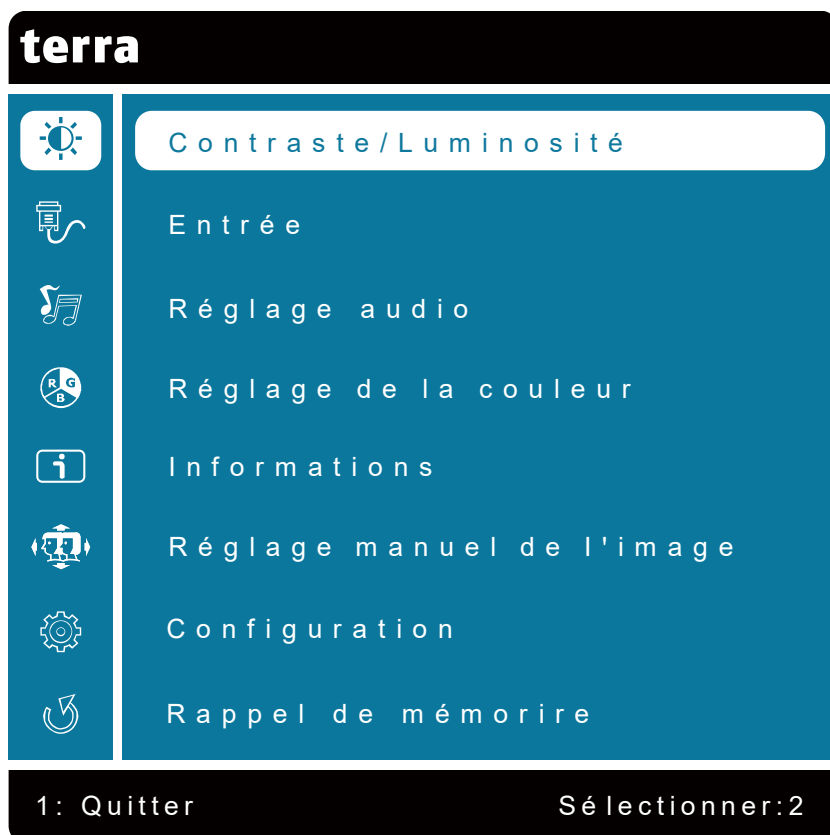 terra
Contraste/Luminosité
Entrée
Réglage audio
R G
B
Réglage de la couleur
i
Informations
Réglage manuel de l'image
Configuration
Rappel de mémorire
1: Quitter Sélectionner:2